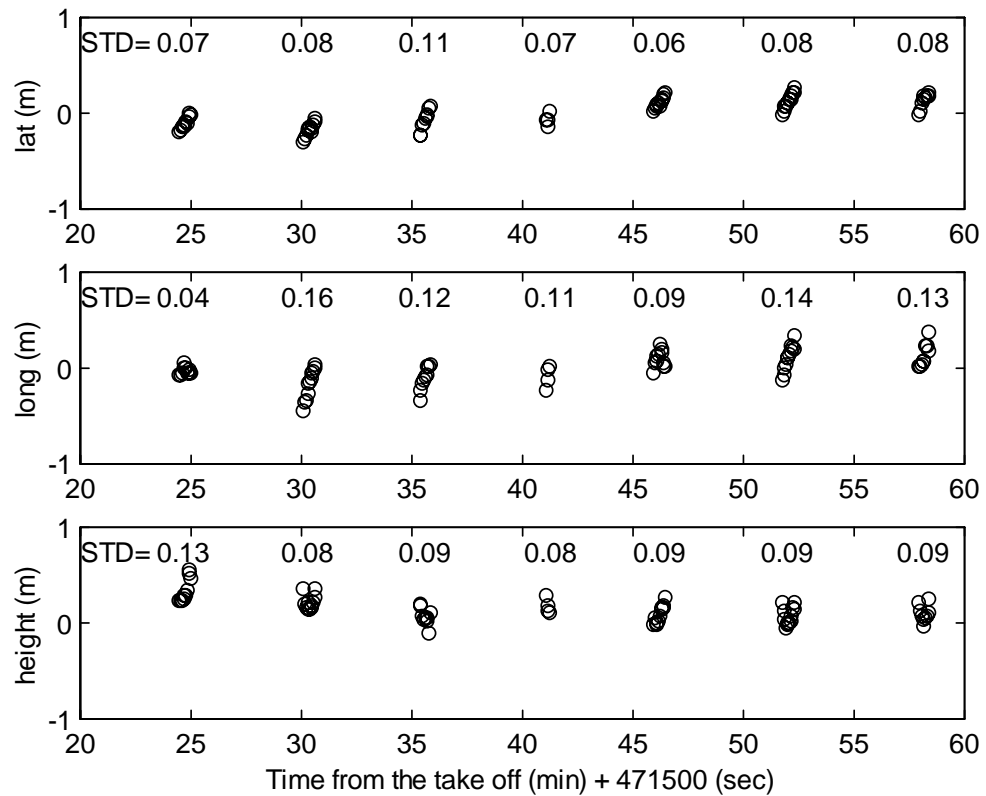 1
STD= 0.07 0.08 0.11 0.07 0.06 0.08 0.08
lat (m)
0
-1
20 25 30 35 40 45 50 55 60
1
STD= 0.04 0.16 0.12 0.11 0.09 0.14 0.13
long (m)
0
-1
20 25 30 35 40 45 50 55 60
1
STD= 0.13 0.08 0.09 0.08 0.09 0.09 0.09
height (m)
0
-1
20 25 30 35 40 45 50 55 60
Time from the take off (min) + 471500 (sec)